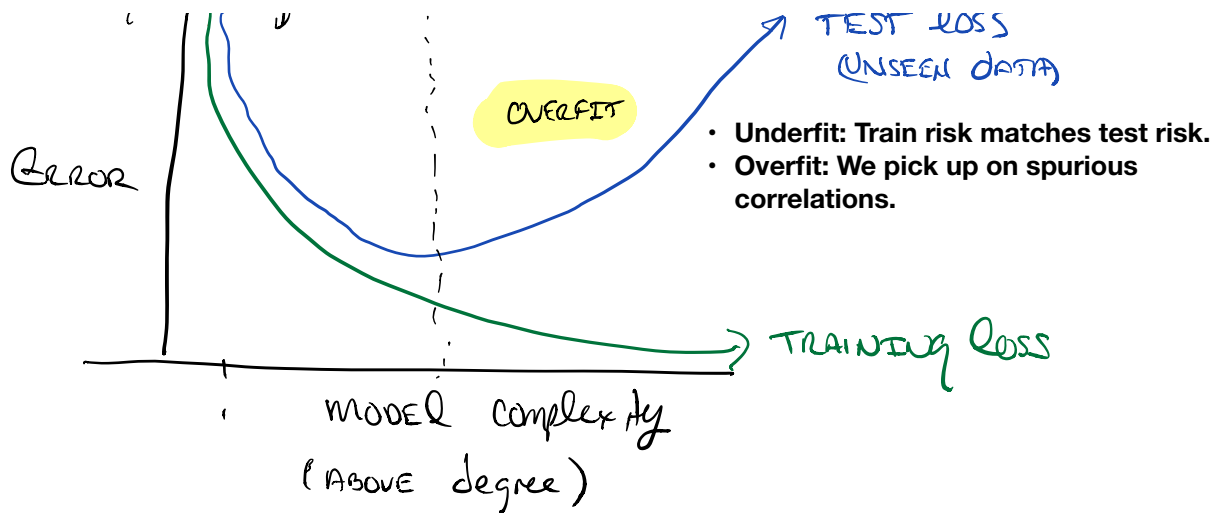 TEST LOSS
(UNSEEN DATA)
OVERFIT
• Underfit: Train risk matches test risk.
• Overfit: We pick up on spurious
correlations.
ERROR
TRAINING LOSS
MODEL complexity
(ABOVE degree)